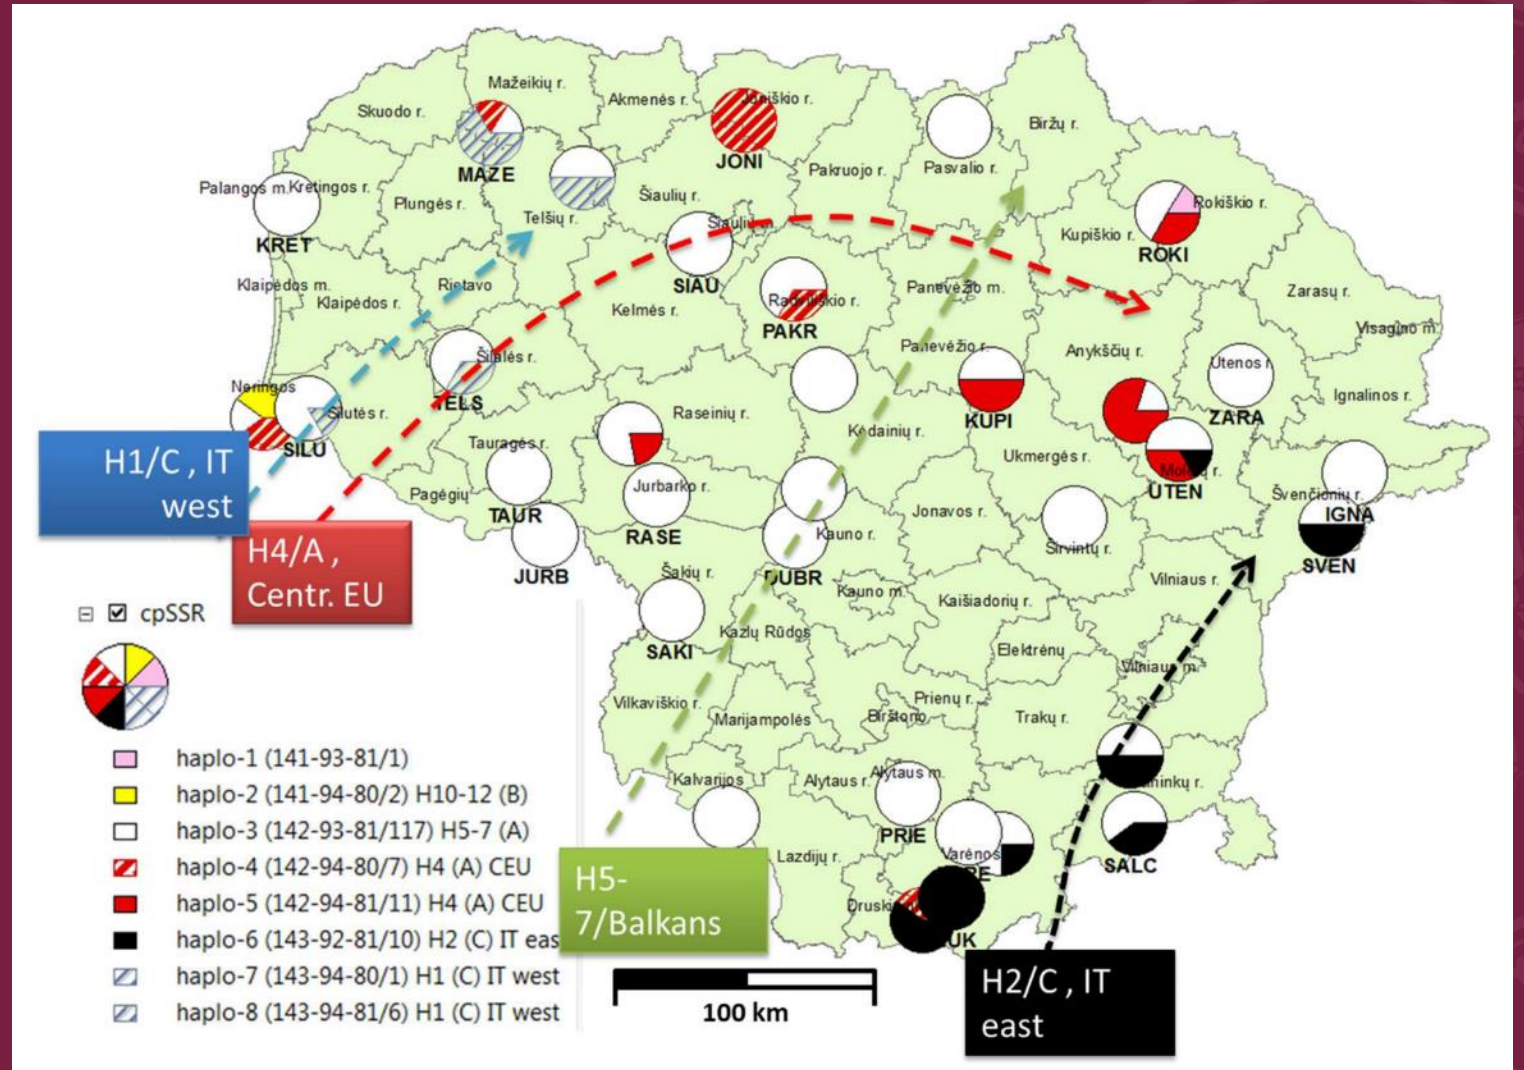 Mažeikių r.
Akmenės r.
Joniškio r.
Skuodo r.
Biržų r.
MAZE
JONI
Pasvalio r.
Pakruojo r.
Palangos m.
Kretingos r.
Plungės r.
Telšių r.
Šiaulių r.
Šiaulių m.
Rokiškio r.
Kupiškio r.
KRET
ROKI
Klaipėdos m.
Klaipėdos r.
Rietavo
SIAU
Kelmės r.
Radviliškio r.
PAKR
Panevėžio m.
Zarasų r.
Visagino m.
Panevėžio r.
Anykščių r.
Utenos r.
Ignalinos r.
Neringos
Šilutės r.
SILU
Šilalės r.
TELS
Raseinių r.
Kėdainių r.
KUPI
ZARA
Tauragės r.
Ukmergės r.
UTEN
Pagėgių
TAUR
Jurbarko r.
RASE
Jonavos r.
Širvintų r.
Švenčionių r.
IGNA
SVEN
JURB
DUBR
Kauno r.
Kauno m.
Kaišiadorių r.
Vilniaus r.
Šakių r.
SAKI
Kazlų Rūdos
Elektrėnų
Vilniaus m.
Vilkaviškio r.
Marijampolės
Birštono
Prienų r.
Trakų r.
Kalvarijos
Alytaus r.
Alytaus m.
PRIE
Lazdijų r.
Varėnos
SALC
H1/C , IT
west
H4/A ,
Centr. EU
H5-
7/Balkans
H2/C , IT
east
cpSSR
haplo-1 (141-93-81/1)
haplo-2 (141-94-80/2) H10-12 (B)
haplo-3 (142-93-81/117) H5-7 (A)
haplo-4 (142-94-80/7) H4 (A) CEU
haplo-5 (142-94-81/11) H4 (A) CEU
haplo-6 (143-92-81/10) H2 (C) IT eas
haplo-7 (143-94-80/1) H1 (C) IT west
haplo-8 (143-94-81/6) H1 (C) IT west
100 km